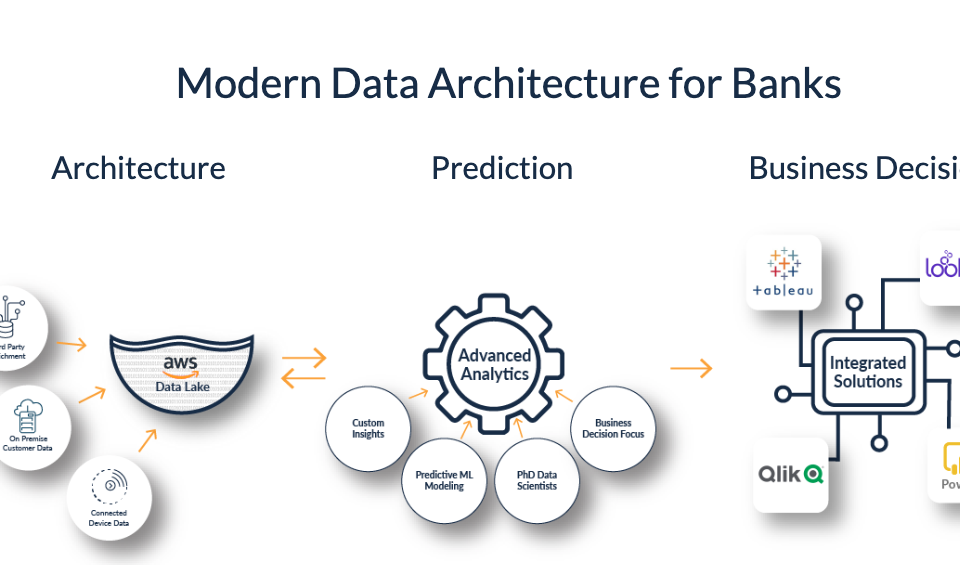 Modern Data Architecture for Banks
Architecture
Prediction
Business Decisi
rd Party
ichment
On Premise
Customer Data
Connected
Device Data
aws
Data Lake
Advanced
Analytics
Custom
Insights
Predictive ML
Modeling
PhD Data
Scientists
Business
Decision Focus
+ableau
look
Integrated
Solutions
Qlik
Pow